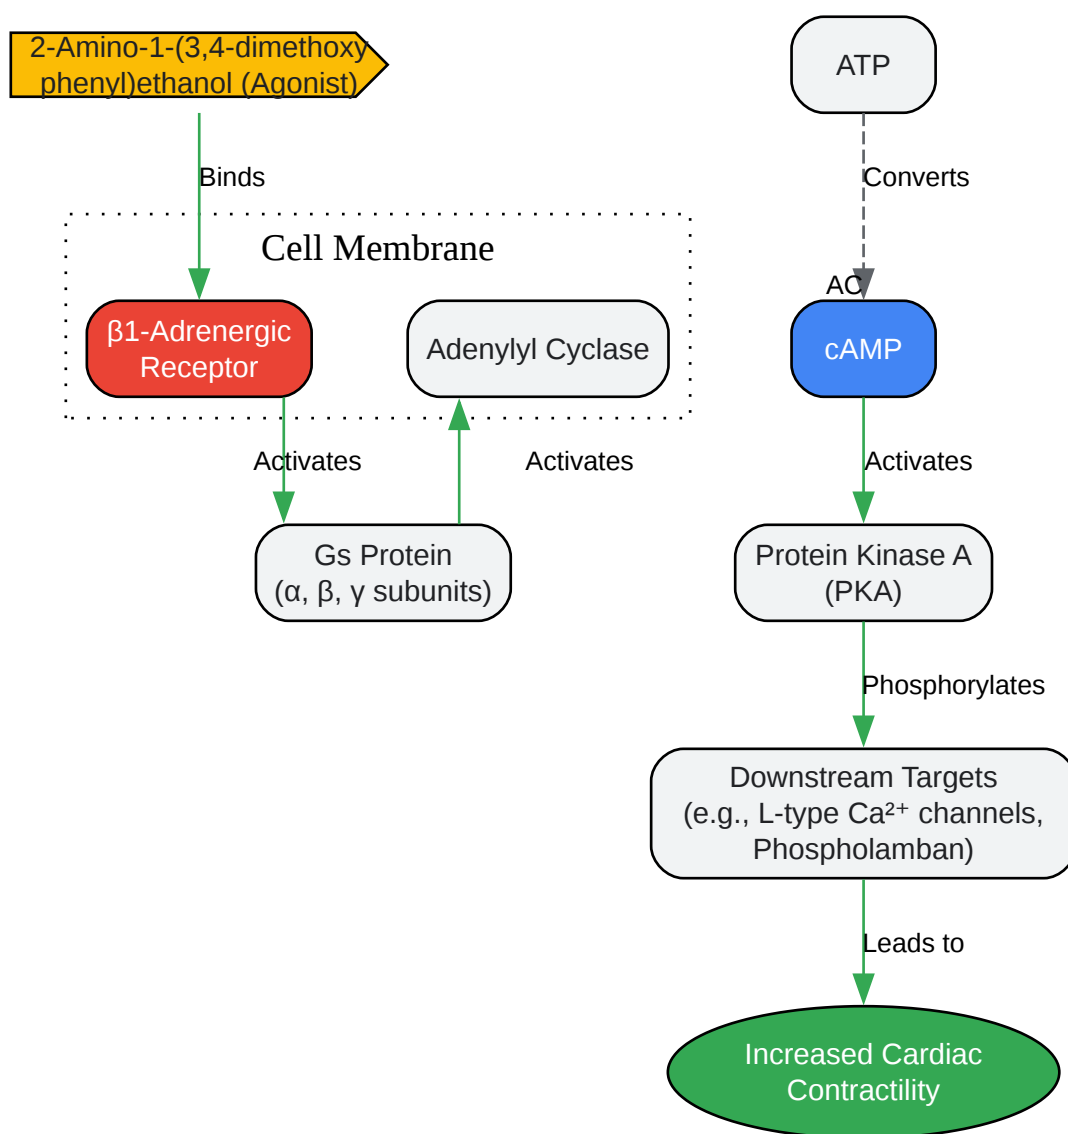 2-Amino-1-(3,4-dimethoxy
phenyl)ethanol (Agonist)
ATP
Binds
Converts
Cell Membrane
AC
β1-Adrenergic
Receptor
Adenylyl Cyclase
cAMP
Activates
Activates
Activates
Gs Protein
(α, β, γ subunits)
Protein Kinase A
(PKA)
Phosphorylates
Downstream Targets
(e.g., L-type Ca²⁺ channels,
Phospholamban)
Leads to
Increased Cardiac
Contractility